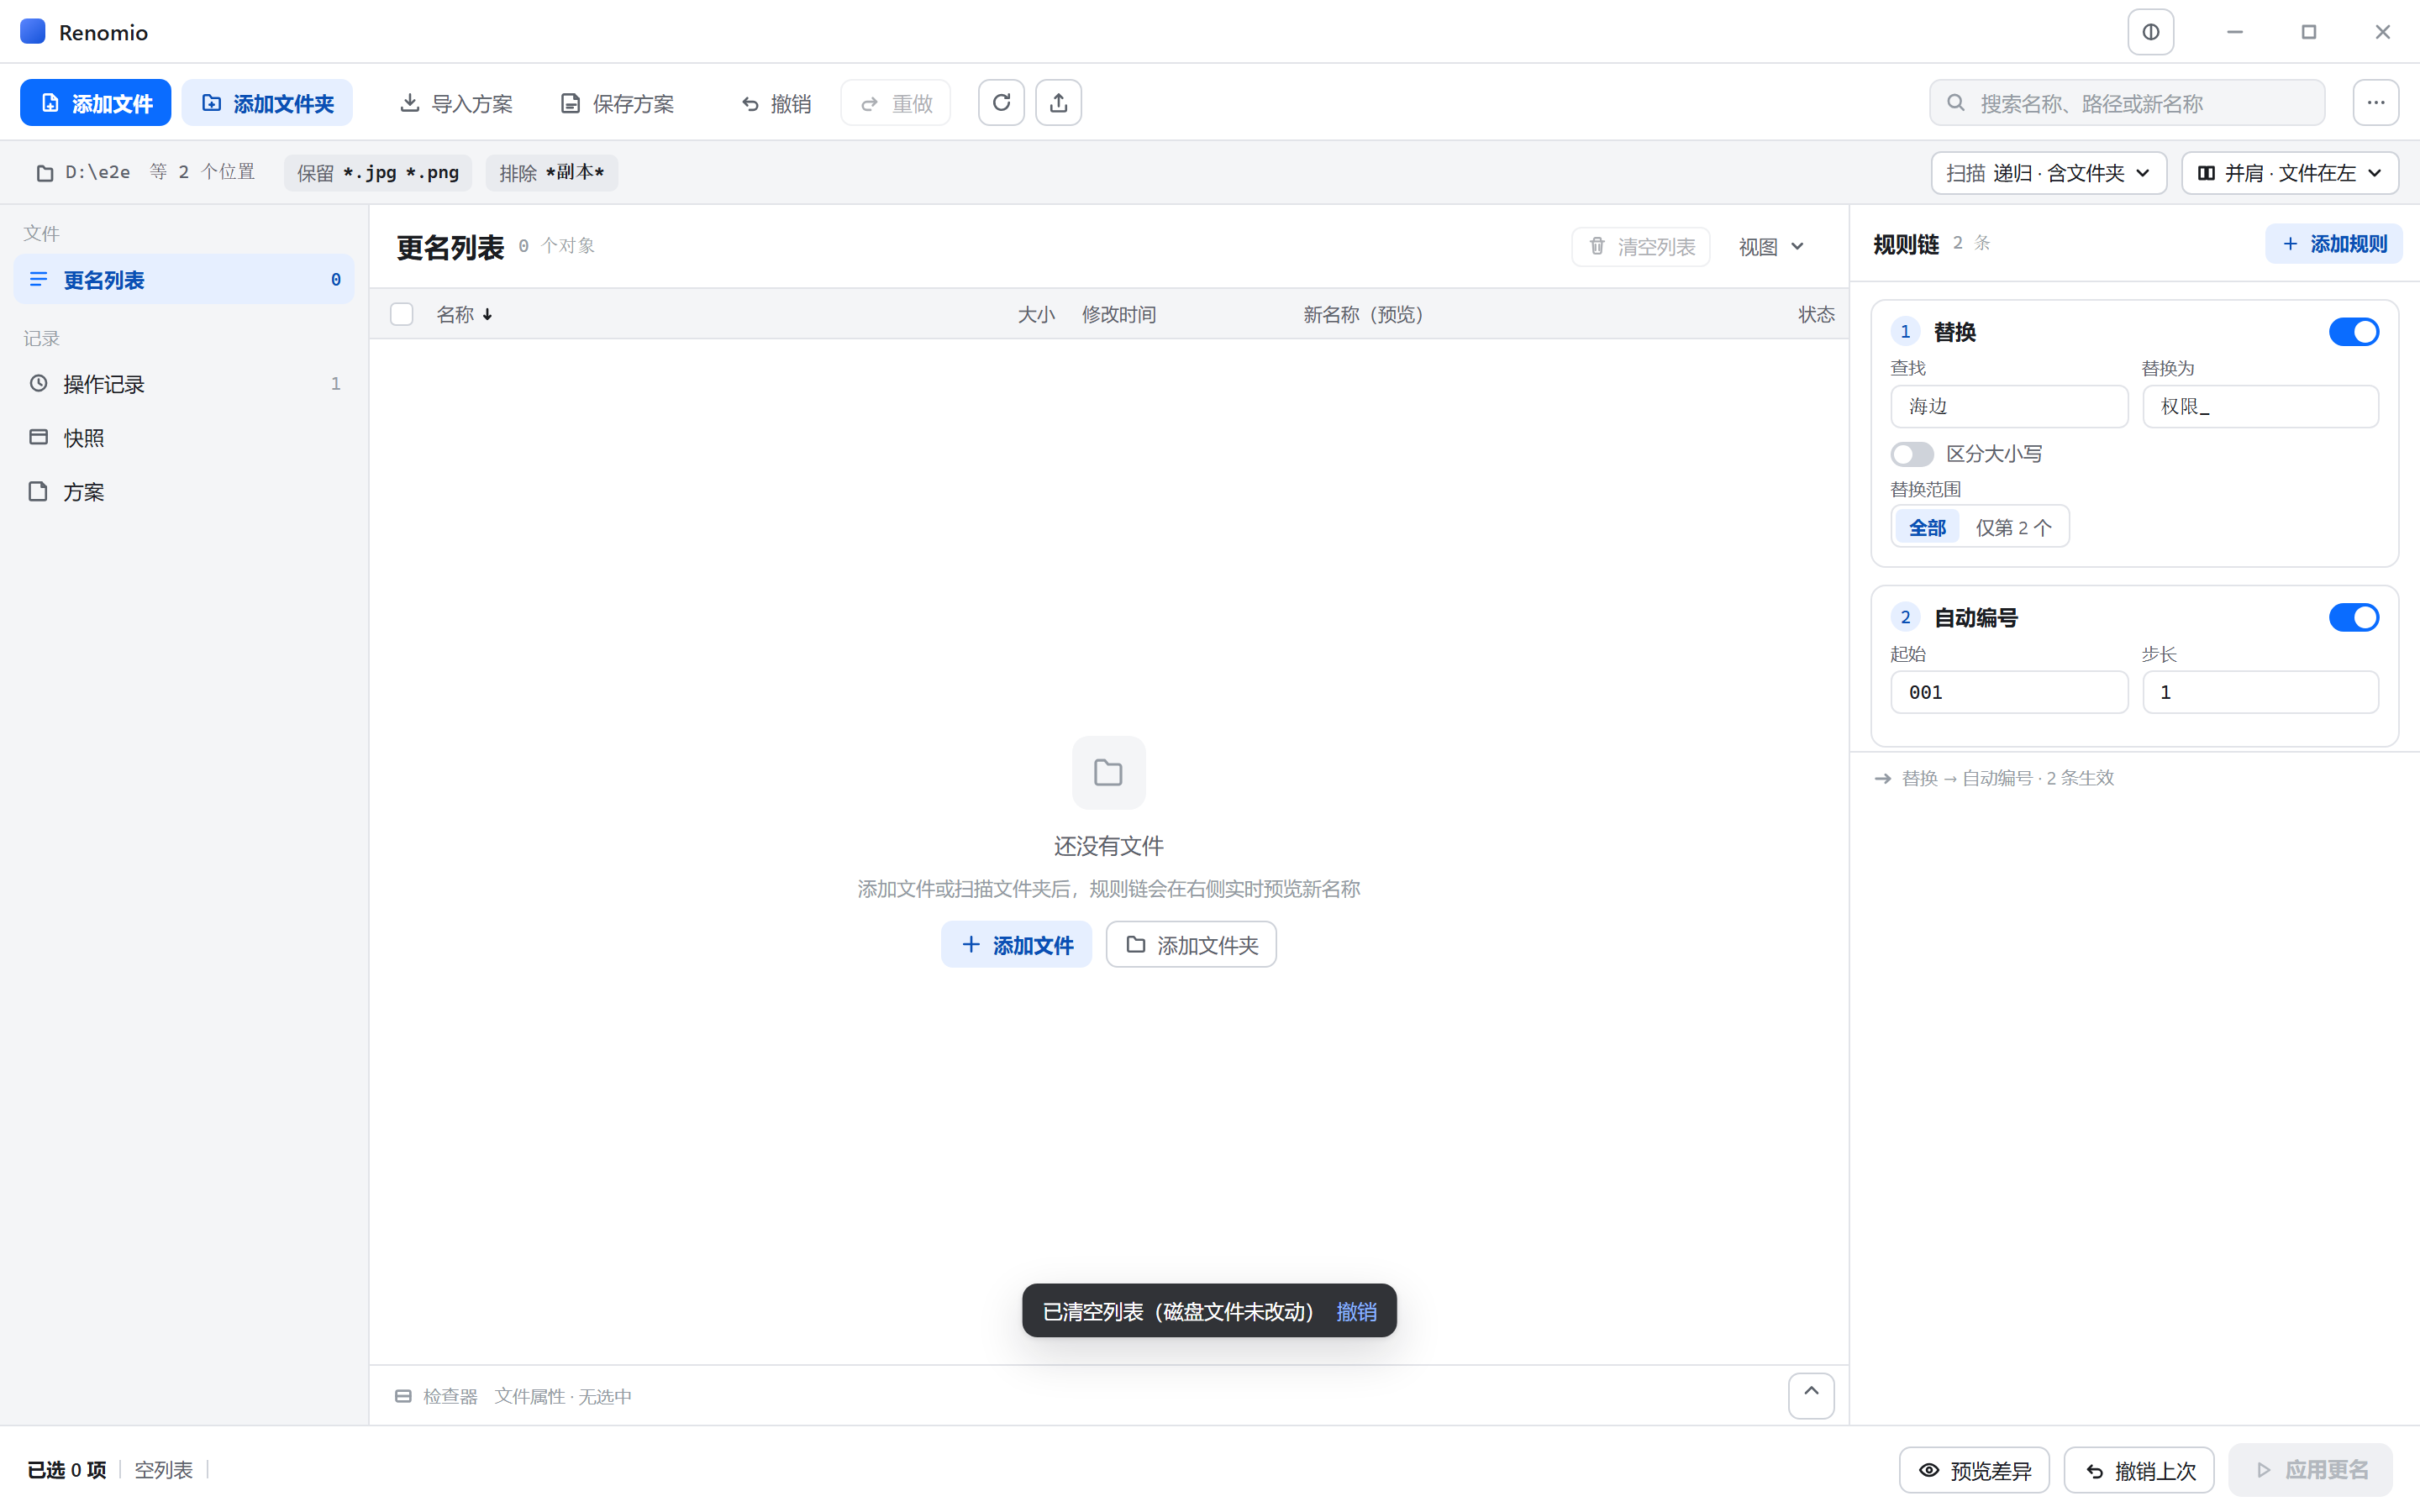 Renomio
添加文件 添加文件夹 导入方案 保存方案 撤销 重做 搜索名称、路径或新名称
D:\e2e 等 2 个位置 保留 *.jpg *.png 排除 *副本* 扫描 递归 · 含文件夹 并肩 · 文件在左
文件
更名列表 0
记录
操作记录 1
快照
方案
更名列表 0 个对象 清空列表 视图
名称 大小 修改时间 新名称（预览） 状态
还没有文件
添加文件或扫描文件夹后，规则链会在右侧实时预览新名称
添加文件 添加文件夹
已清空列表（磁盘文件未改动） 撤销
检查器 文件属性 · 无选中
规则链 2 条 添加规则
1 替换
查找 替换为
海边 权限_
区分大小写
替换范围
全部 仅第 2 个
2 自动编号
起始 步长
001 1
替换 → 自动编号 · 2 条生效
已选 0 项 空列表 预览差异 撤销上次 应用更名